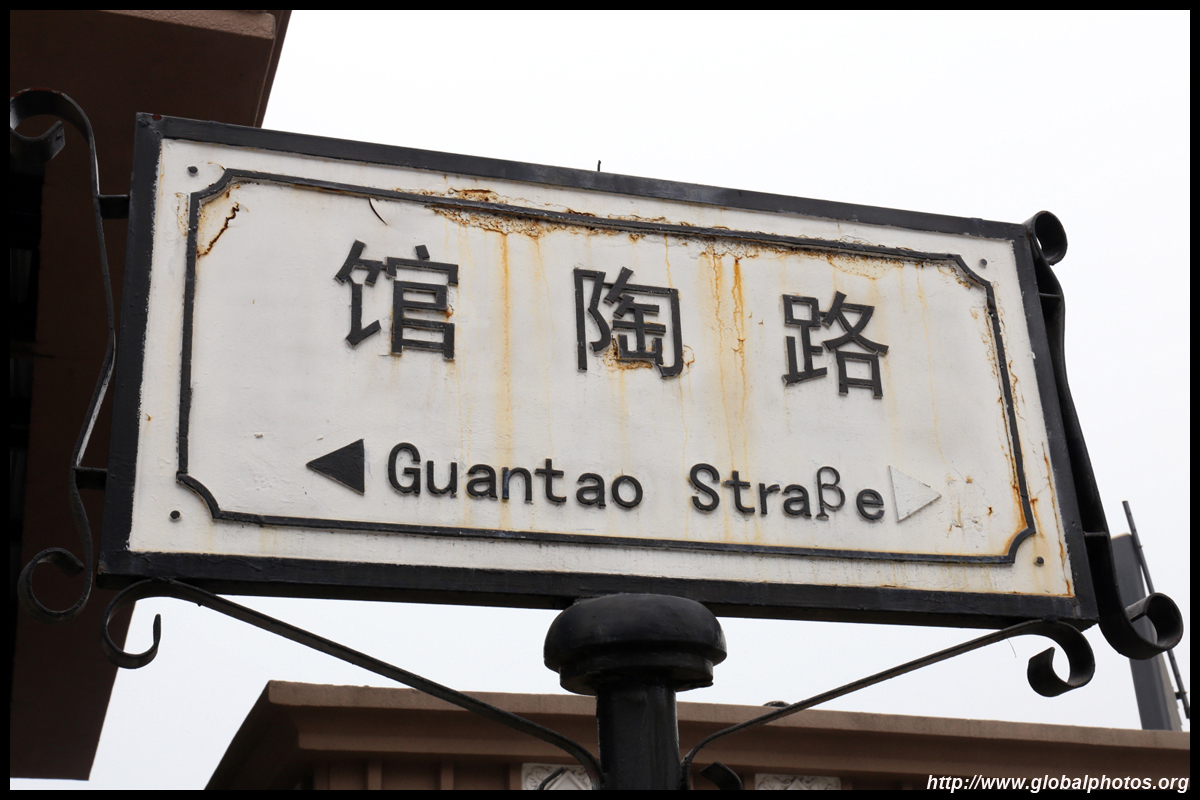 馆陶路
Guantao Straβe
http://www.globalphotos.org